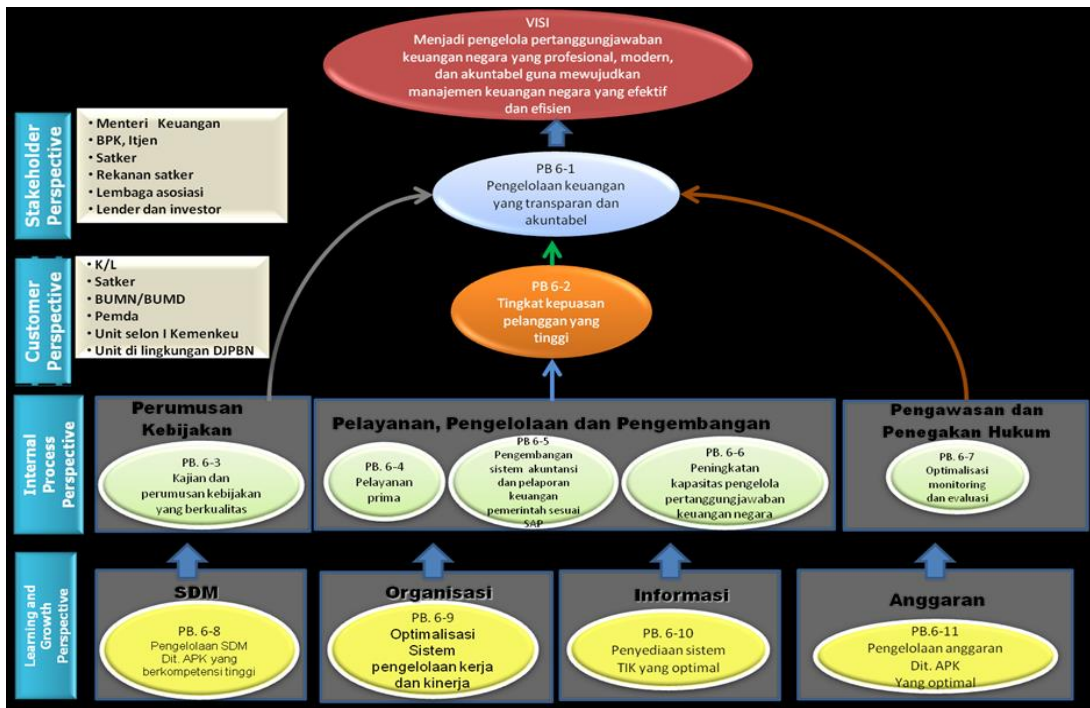 VISI
Menjadi pengelola pertanggungjawaban
keuangan negara yang profesional, modern,
dan akuntabel guna mewujudkan
manajemen keuangan negara yang efektif
dan efisien
Stakeholder
Perspective
• Menteri Keuangan
• BPK, Itjen
• Satker
• Rekanan satker
• Lembaga asosiasi
• Lender dan investor
PB 6-1
Pengelolaan keuangan
yang transparan dan
akuntabel
Customer
Perspective
• K/L
• Satker
• BUMN/BUMD
• Pemda
• Unit selon I Kemenkeu
• Unit di lingkungan DJPBN
PB 6-2
Tingkat kepuasan
pelanggan yang
tinggi
Internal
Process
Perspective
Perumusan
Kebijakan
PB. 6-3
Kajian dan
perumusan kebijakan
yang berkualitas
Pelayanan, Pengelolaan dan Pengembangan
PB. 6-4
Pelayanan
prima
PB 6-5
Pengembangan
sistem akuntansi
dan pelaporan
keuangan
pemerintah sesuai
SAP
PB. 6-6
Peningkatan
kapasitas pengelola
pertanggungjawaban
keuangan negara
Pengawasan dan
Penegakan Hukum
PB. 6-7
Optimalisasi
monitoring
dan evaluasi
Learning and
Growth
Perspective
SDM
PB. 6-8
Pengelolaan SDM
Dit. APK yang
berkompetensi tinggi
Organisasi
PB. 6-9
Optimalisasi
Sistem
pengelolaan kerja
dan kinerja
Informasi
PB. 6-10
Penyediaan sistem
TIK yang optimal
Anggaran
PB.6-11
Pengelolaan anggaran
Dit. APK
Yang optimal